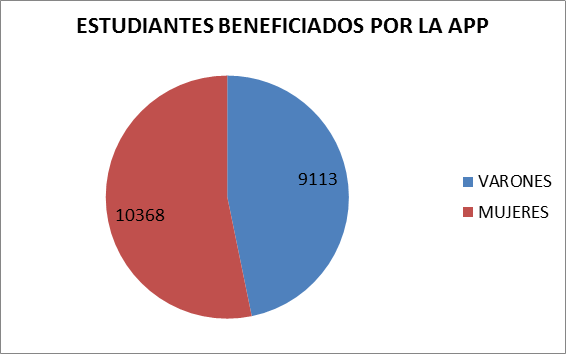 ESTUDIANTES BENEFICIADOS POR LA APP
9113
10368
VARONES
MUJERES